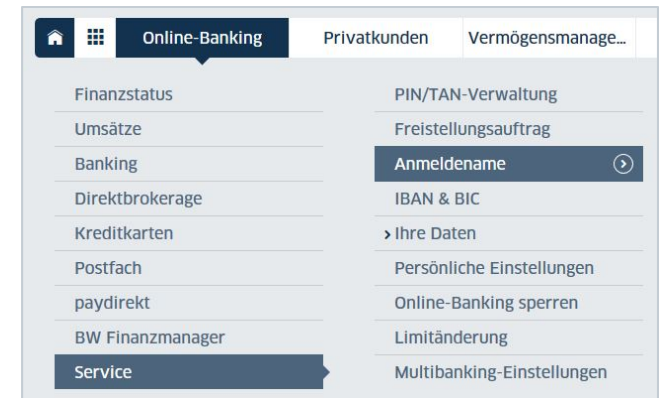 Online-Banking
Privatkunden
Vermögensmanage...
Finanzstatus
Umsätze
Banking
Direktbrokerage
Kreditkarten
Postfach
paydirekt
BW Finanzmanager
Service
PIN/TAN-Verwaltung
Freistellungsauftrag
Anmeldename
IBAN & BIC
Ihre Daten
Persönliche Einstellungen
Online-Banking sperren
Limitänderung
Multibanking-Einstellungen